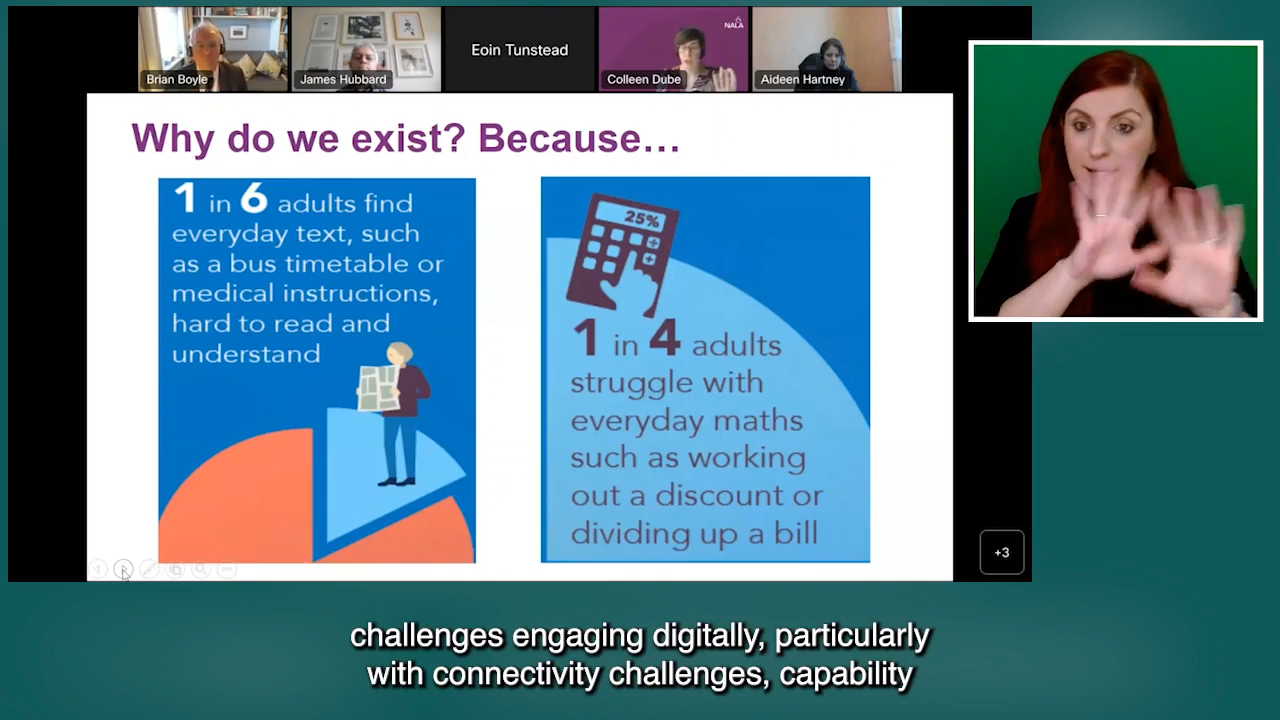 Brian Boyle
James Hubbard
Eoin Tunstead
NALA
Colleen Dube
Aideen Hartney
Why do we exist? Because…
1 in 6 adults find
everyday text, such
as a bus timetable or
medical instructions,
hard to read and
understand
25%
1 in 4 adults
struggle with
everyday maths
such as working
out a discount or
dividing up a bill
+3
challenges engaging digitally, particularly
with connectivity challenges, capability